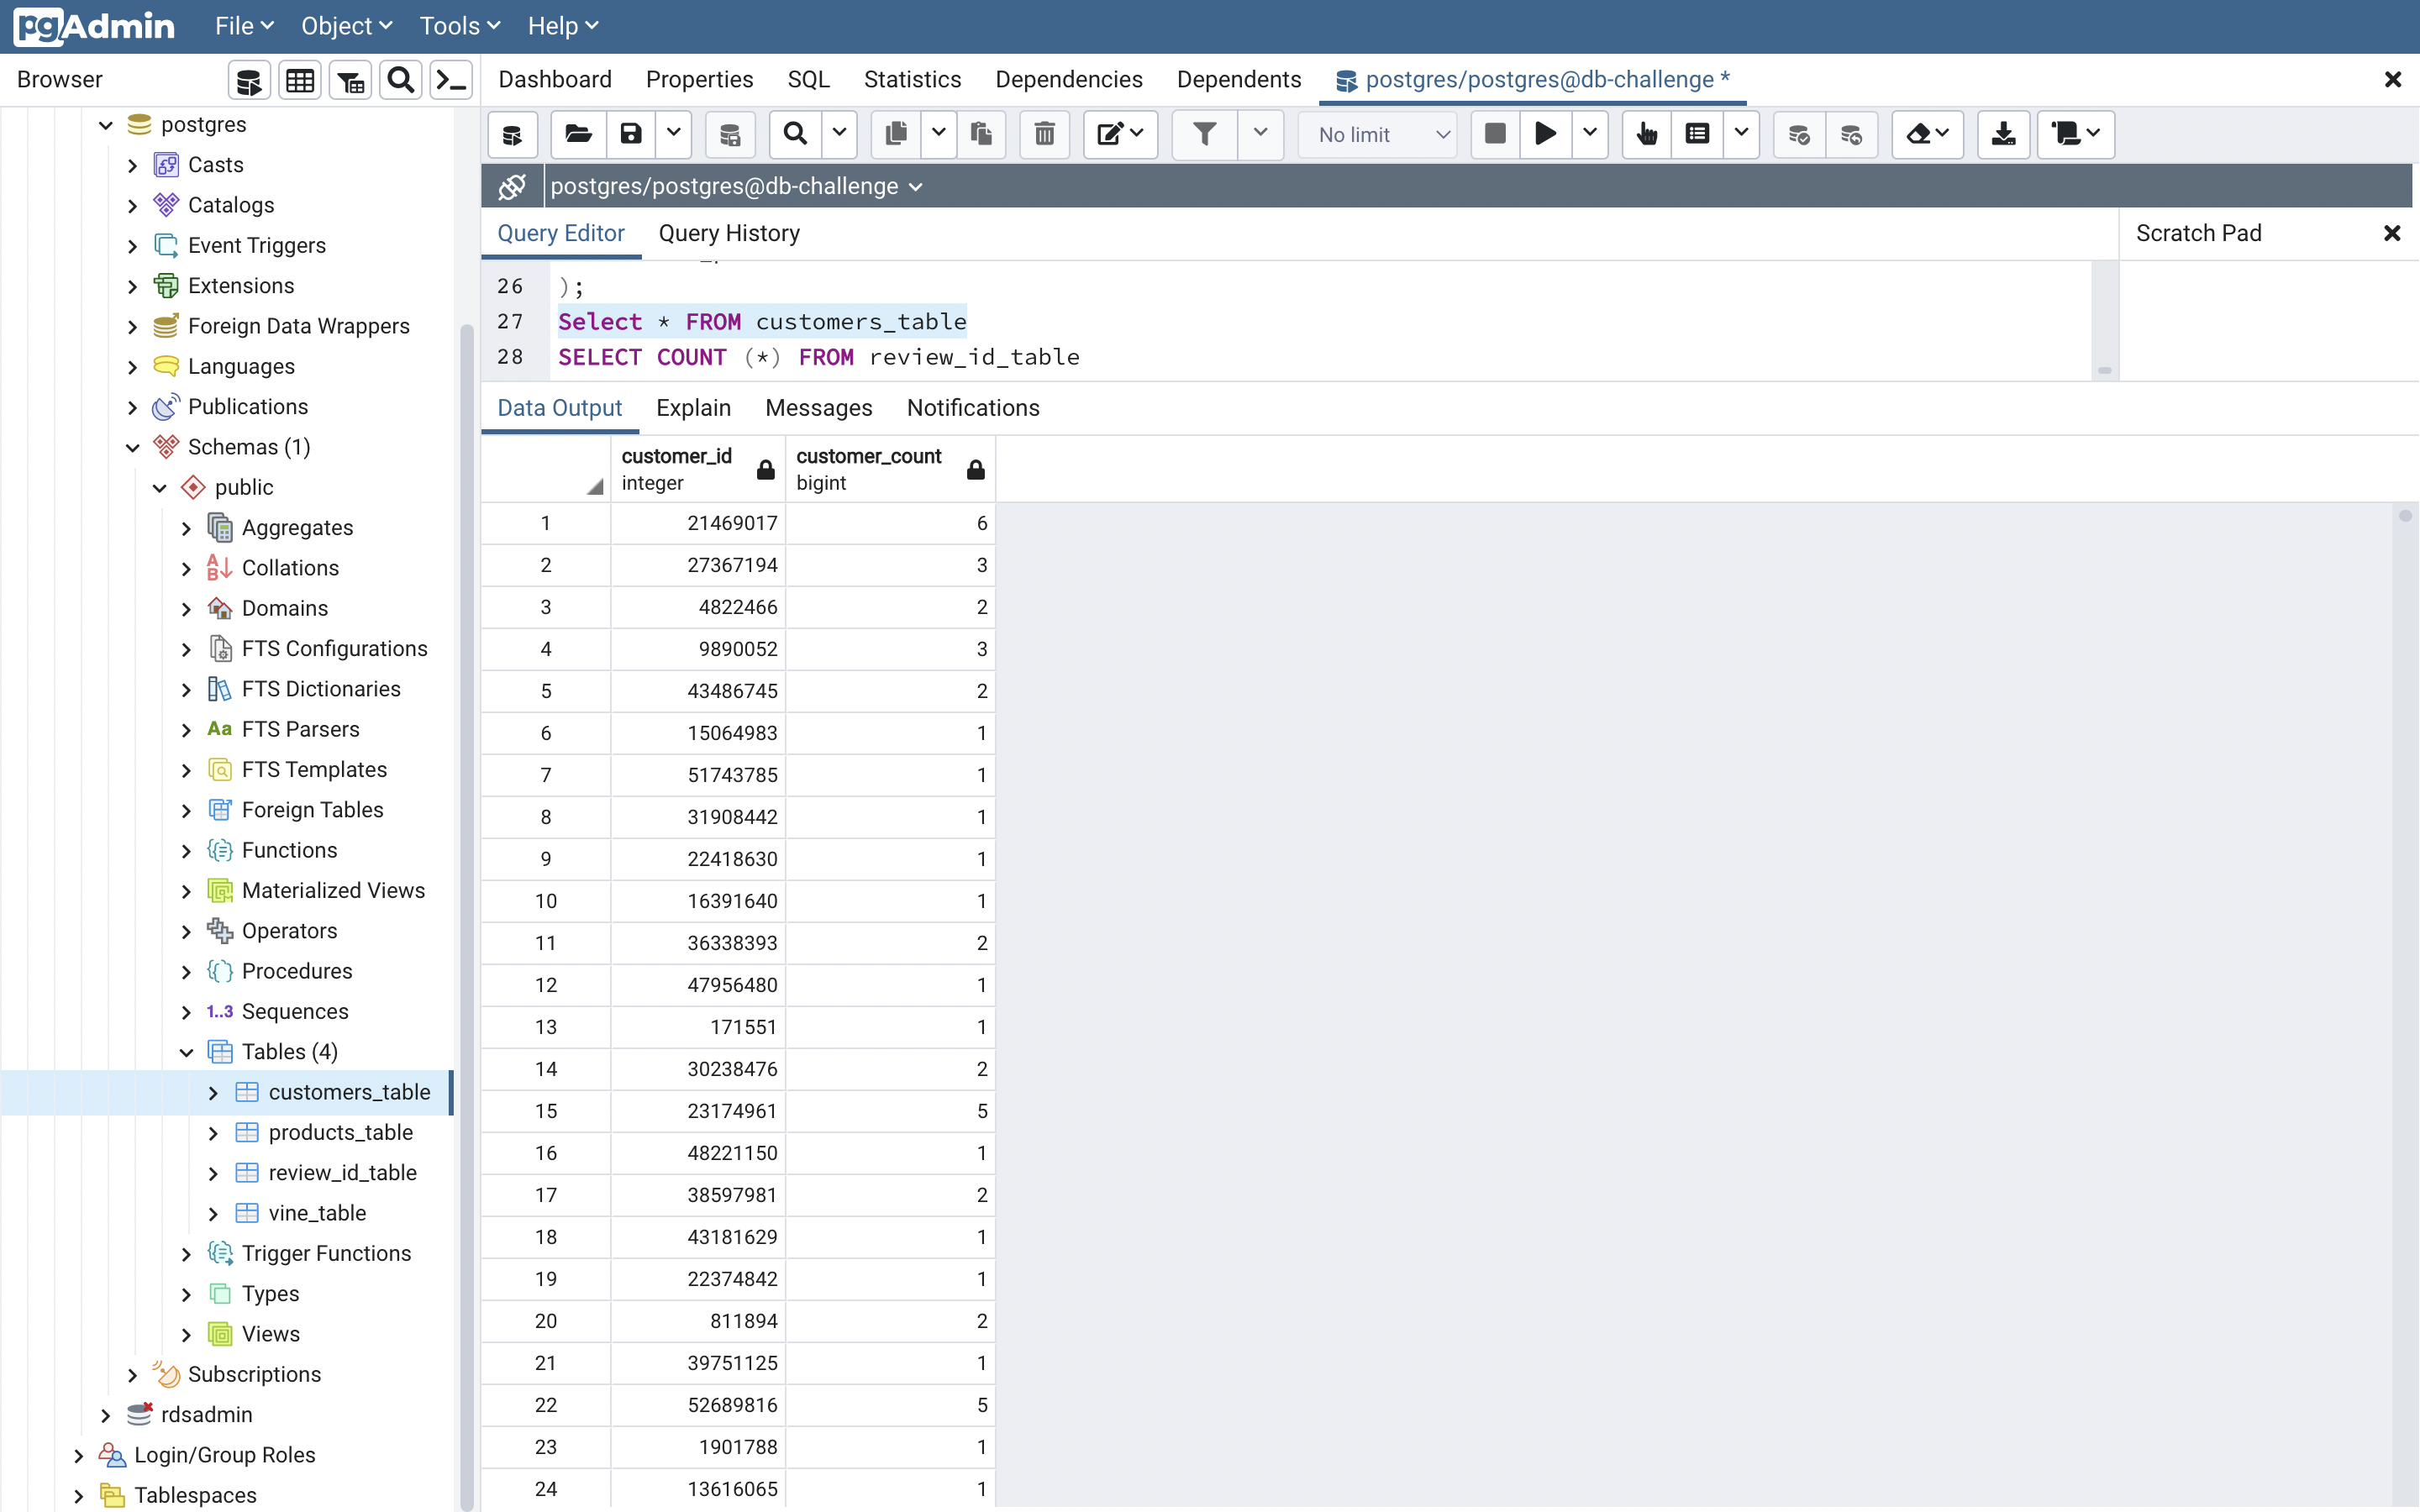 pgAdmin File Object Tools Help
Browser
Dashboard Properties SQL Statistics Dependencies Dependents postgres/postgres@db-challenge *
postgres
Casts
Catalogs
Event Triggers
Extensions
Foreign Data Wrappers
Languages
Publications
Schemas (1)
public
Aggregates
Collations
Domains
FTS Configurations
FTS Dictionaries
Aa FTS Parsers
FTS Templates
Foreign Tables
Functions
Materialized Views
Operators
Procedures
1..3 Sequences
Tables (4)
customers_table
products_table
review_id_table
vine_table
Trigger Functions
Types
Views
Subscriptions
rdsadmin
Login/Group Roles
Tablespaces
No limit
postgres/postgres@db-challenge
Query Editor Query History
Scratch Pad
26 );
27 Select * FROM customers_table
28 SELECT COUNT (*) FROM review_id_table
Data Output Explain Messages Notifications
customer_id customer_count
integer bigint
1 21469017 6
2 27367194 3
3 4822466 2
4 9890052 3
5 43486745 2
6 15064983 1
7 51743785 1
8 31908442 1
9 22418630 1
10 16391640 1
11 36338393 2
12 47956480 1
13 171551 1
14 30238476 2
15 23174961 5
16 48221150 1
17 38597981 2
18 43181629 1
19 22374842 1
20 811894 2
21 39751125 1
22 52689816 5
23 1901788 1
24 13616065 1